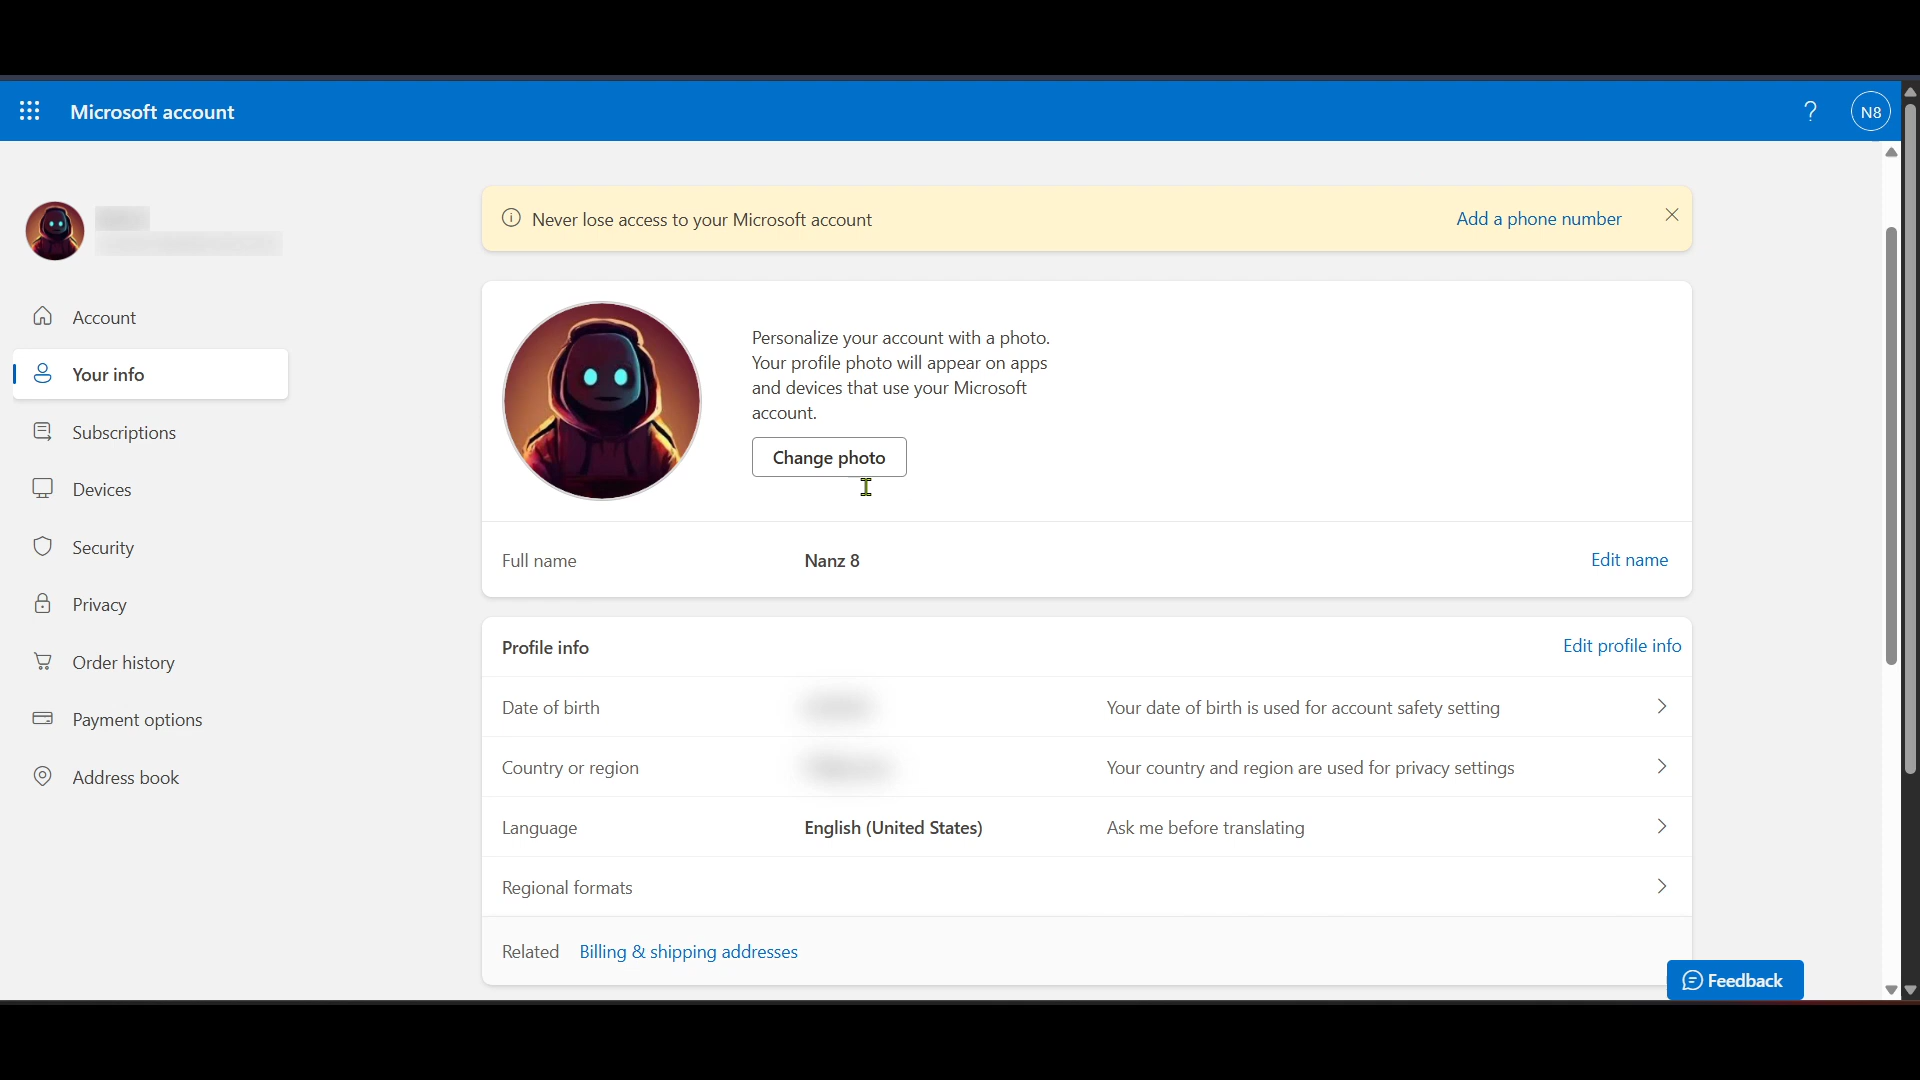 Microsoft account
?
N8
Never lose access to your Microsoft account
Add a phone number
Account
Your info
Subscriptions
Devices
Security
Privacy
Order history
Payment options
Address book
Personalize your account with a photo.
Your profile photo will appear on apps
and devices that use your Microsoft
account.
Change photo
Full name
Nanz 8
Edit name
Profile info
Edit profile info
Date of birth
Your date of birth is used for account safety setting
Country or region
Your country and region are used for privacy settings
Language
English (United States)
Ask me before translating
Regional formats
Related
Billing & shipping addresses
Feedback